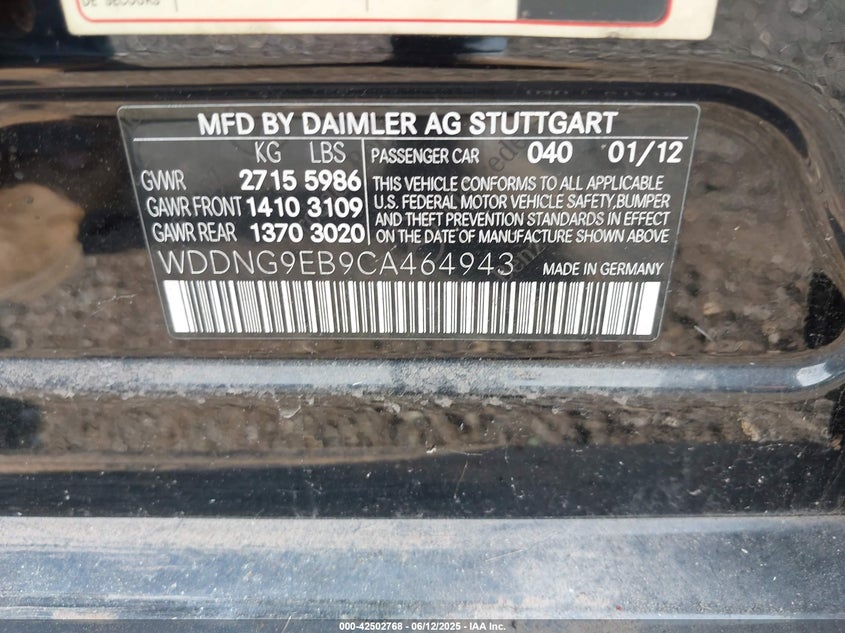 DE SECOURS
MFD BY DAIMLER AG STUTTGART
KG LBS PASSENGER CAR 040 01/12
GVWR 2715 5986
GAWR FRONT 1410 3109
GAWR REAR 1370 3020
THIS VEHICLE CONFORMS TO ALL APPLICABLE
U.S. FEDERAL MOTOR VEHICLE SAFETY, BUMPER
AND THEFT PREVENTION STANDARDS IN EFFECT
ON THE DATE OF MANUFACTURE SHOWN ABOVE
WDDNG9EB9CA464943 MADE IN GERMANY
000-42502768 - 06/12/2025 - IAA Inc.